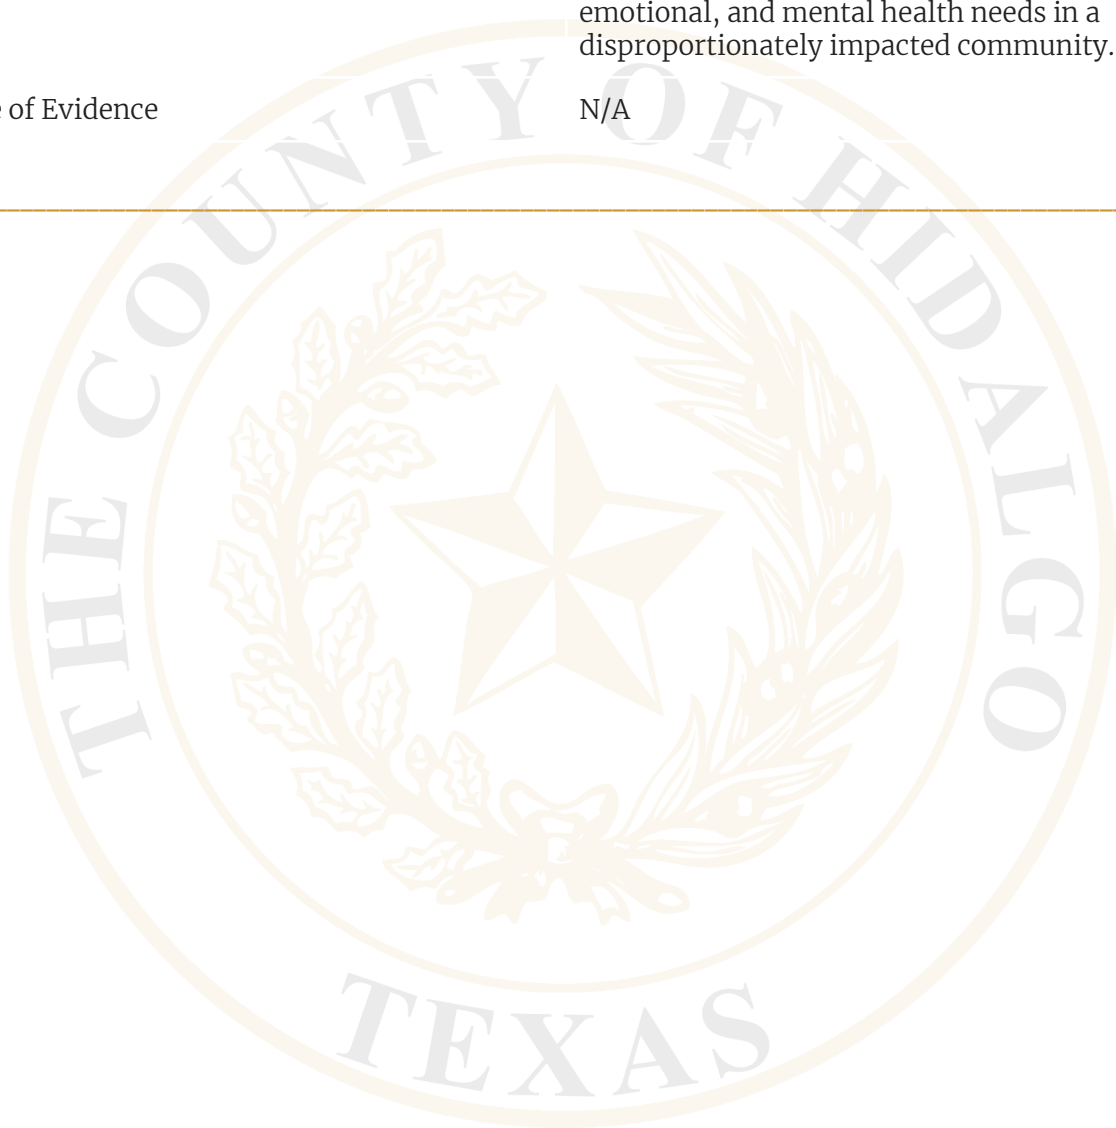 emotional, and mental health needs in a
disproportionately impacted community.
of Evidence
N/A
THE COUNTY OF HIDALGO
TEXAS